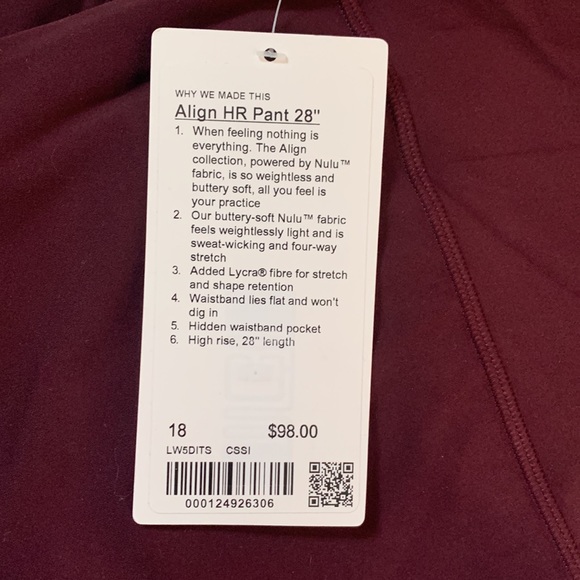 WHY WE MADE THIS
Align HR Pant 28"
1. When feeling nothing is
everything. The Align
collection, powered by Nulu™
fabric, is so weightless and
buttery soft, all you feel is
your practice
2. Our buttery-soft Nulu™ fabric
feels weightlessly light and is
sweat-wicking and four-way
stretch
3. Added Lycra® fibre for stretch
and shape retention
4. Waistband lies flat and won't
dig in
5. Hidden waistband pocket
6. High rise, 28" length
18 $98.00
LW5DITS CSSI
000124926306